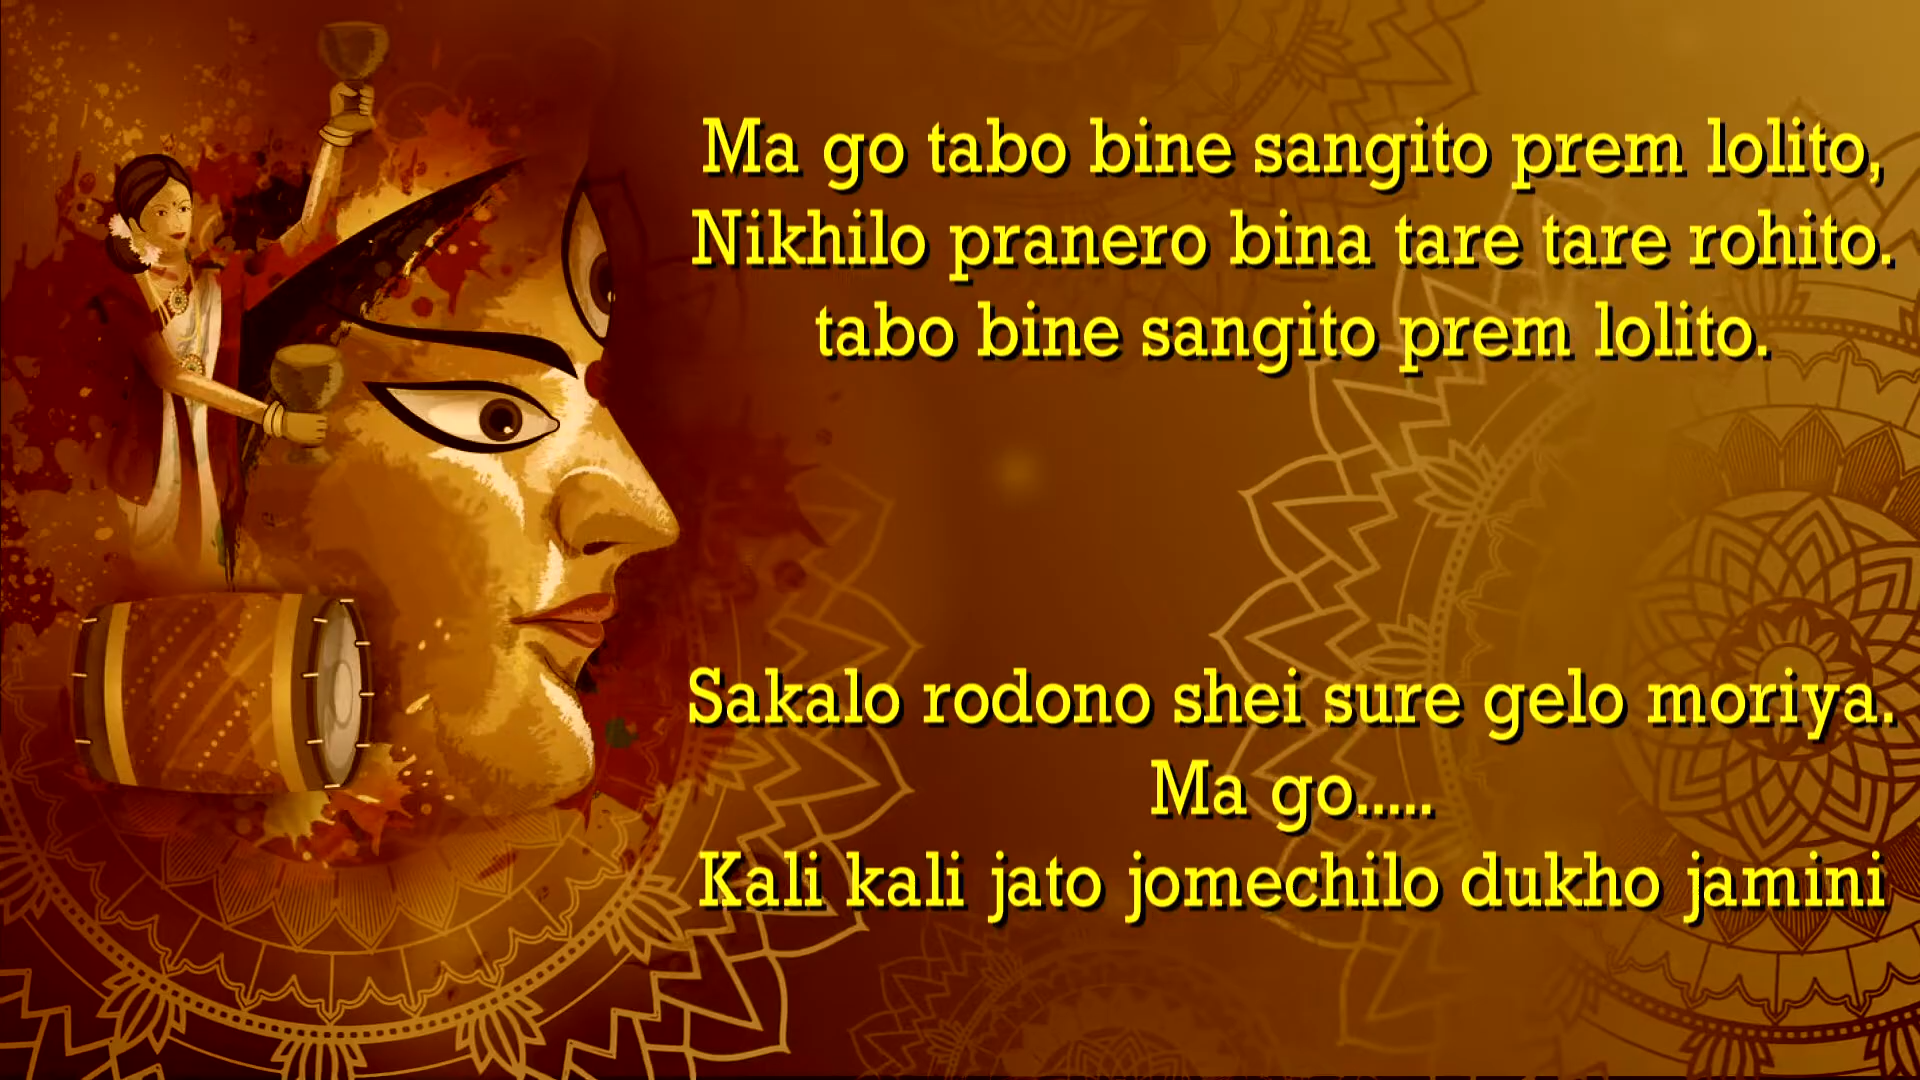 Ma go tabo bine sangito prem lolito,
Nikhilo pranero bina tare tare rohito.
tabo bine sangito prem lolito.
Sakalo rodono shei sure gelo moriya.
Ma go.....
Kali kali jato jomechilo dukho jamini